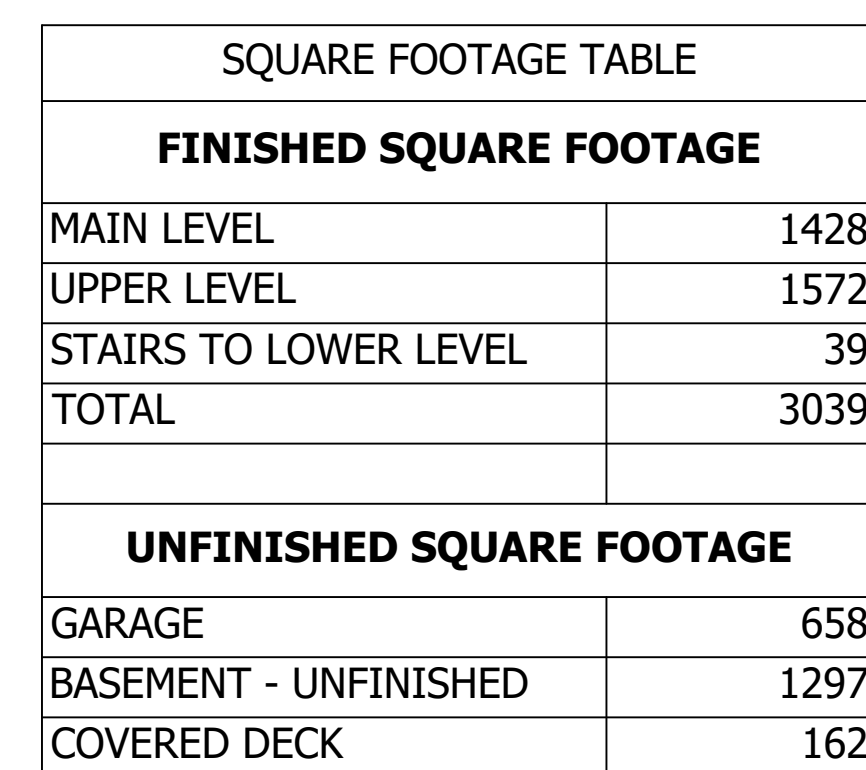 SQUARE FOOTAGE TABLE
FINISHED SQUARE FOOTAGE
MAIN LEVEL 1428
UPPER LEVEL 1572
STAIRS TO LOWER LEVEL 39
TOTAL 3039
UNFINISHED SQUARE FOOTAGE
GARAGE 658
BASEMENT - UNFINISHED 1297
COVERED DECK 162